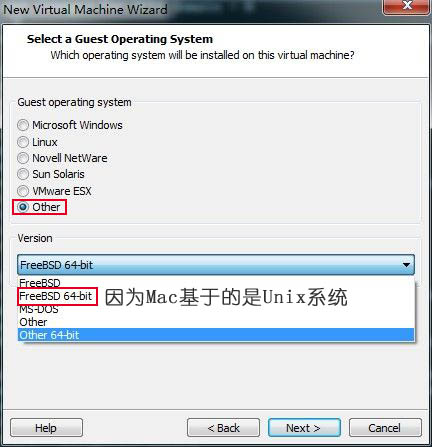 New Virtual Machine Wizard
Select a Guest Operating System
Which operating system will be installed on this virtual machine?
Guest operating system
Microsoft Windows
Linux
Novell NetWare
Sun Solaris
VMware ESX
Other
Version
FreeBSD 64-bit
FreeBSD
FreeBSD 64-bit 因为Mac基于的是Unix系统
MS-DOS
Other
Other 64-bit
Help < Back Next > Cancel